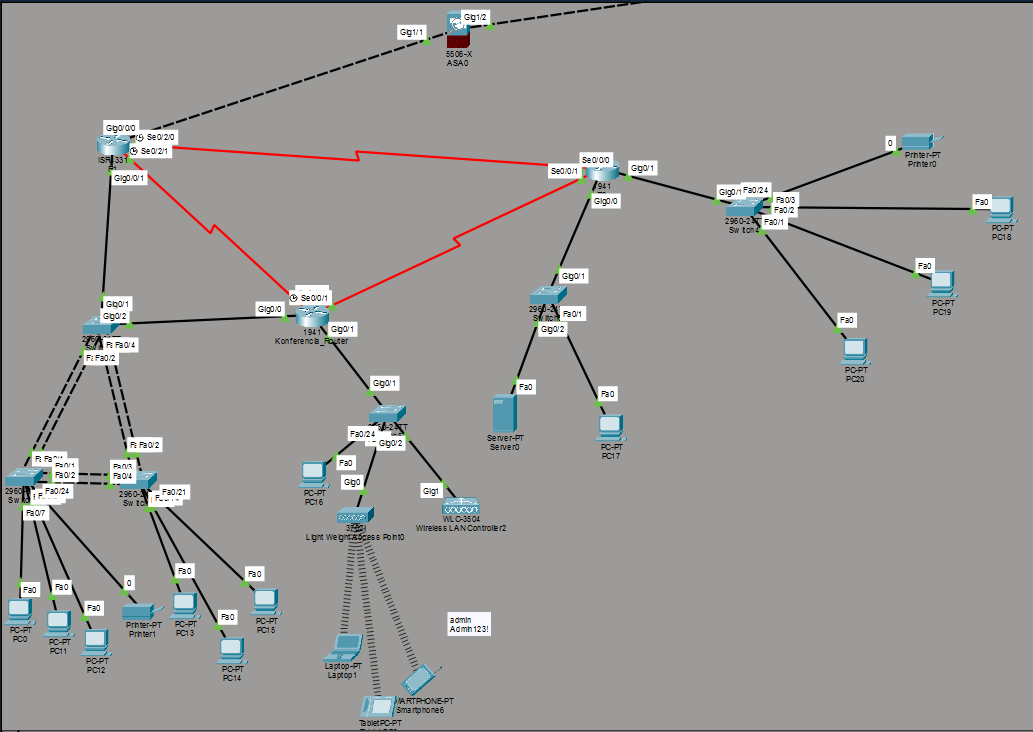 Gig1/2
Gig1/1
5506-X
ASA0
Gig0/0/0
Se0/2/0
Se0/2/1
Gig0/0/1
Se0/0/0
Se0/0/1
Gig0/1
1941
Gig0/0
0
Printer-PT
Printer0
Gig0/1
Fa0/24
Fa0/3
Fa0/2
Fa0/1
2960-24
Switch4
Fa0
PC-PT
PC18
Fa0
PC-PT
PC19
Fa0
PC-PT
PC20
Gig0/1
Gig0/2
Fa0/4
Fa0/2
Gig0/0
Se0/0/1
1941
Konferencia_Router
Gig0/1
Gig0/1
Fa0/1
Gig0/2
Fa0
Server-PT
Server0
Fa0
PC-PT
PC17
Gig0/1
Fa0/24
Gig0/2
Fa0
PC-PT
PC16
Gig0
Light Weight Access Point0
Gig1
WLC-3504
Wireless LAN Controller2
Fa0/2
Fa0/1
Fa0/2
Fa0/3
Fa0/4
Fa0/24
Fa0/21
Fa0/7
Fa0
PC-PT
PC0
Fa0
PC-PT
PC11
Fa0
PC-PT
PC12
0
Printer-PT
Printer1
Fa0
PC-PT
PC13
Fa0
PC-PT
PC14
Fa0
PC-PT
PC15
admin
Admin123!
Laptop-PT
Laptop1
SMARTPHONE-PT
Smartphone6
TabletPC-PT